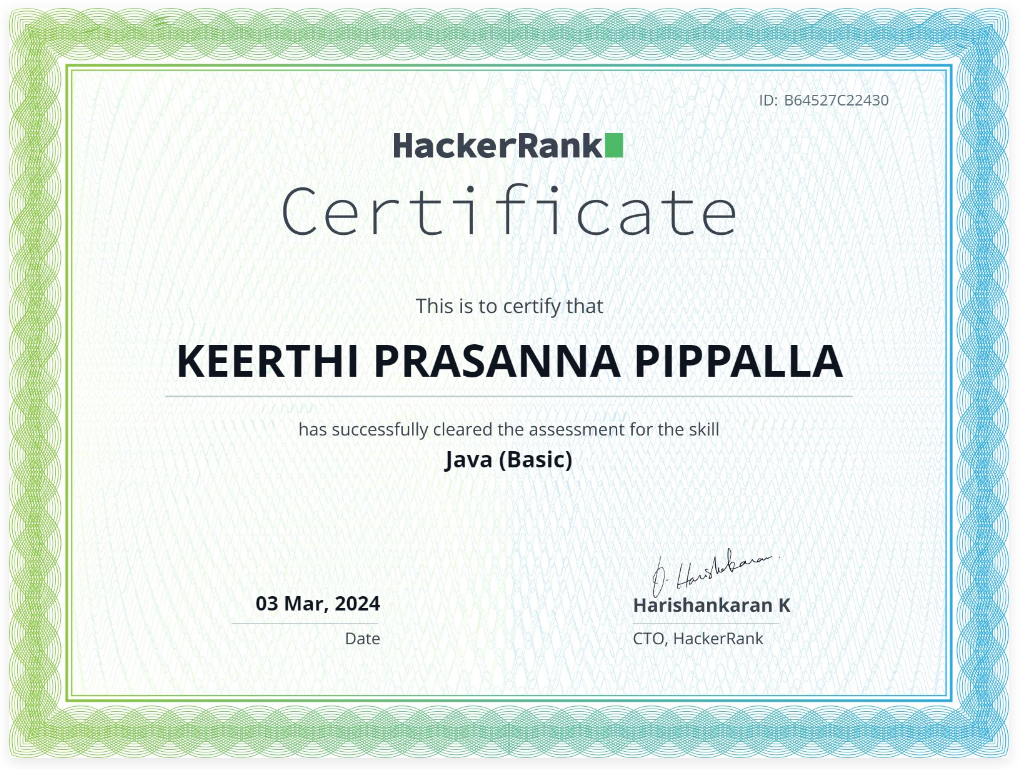 ID: B64527C22430
HackerRank
Certificate
This is to certify that
KEERTHI PRASANNA PIPPALLA
has successfully cleared the assessment for the skill
Java (Basic)
03 Mar, 2024
Date
Harishankaran K
CTO, HackerRank